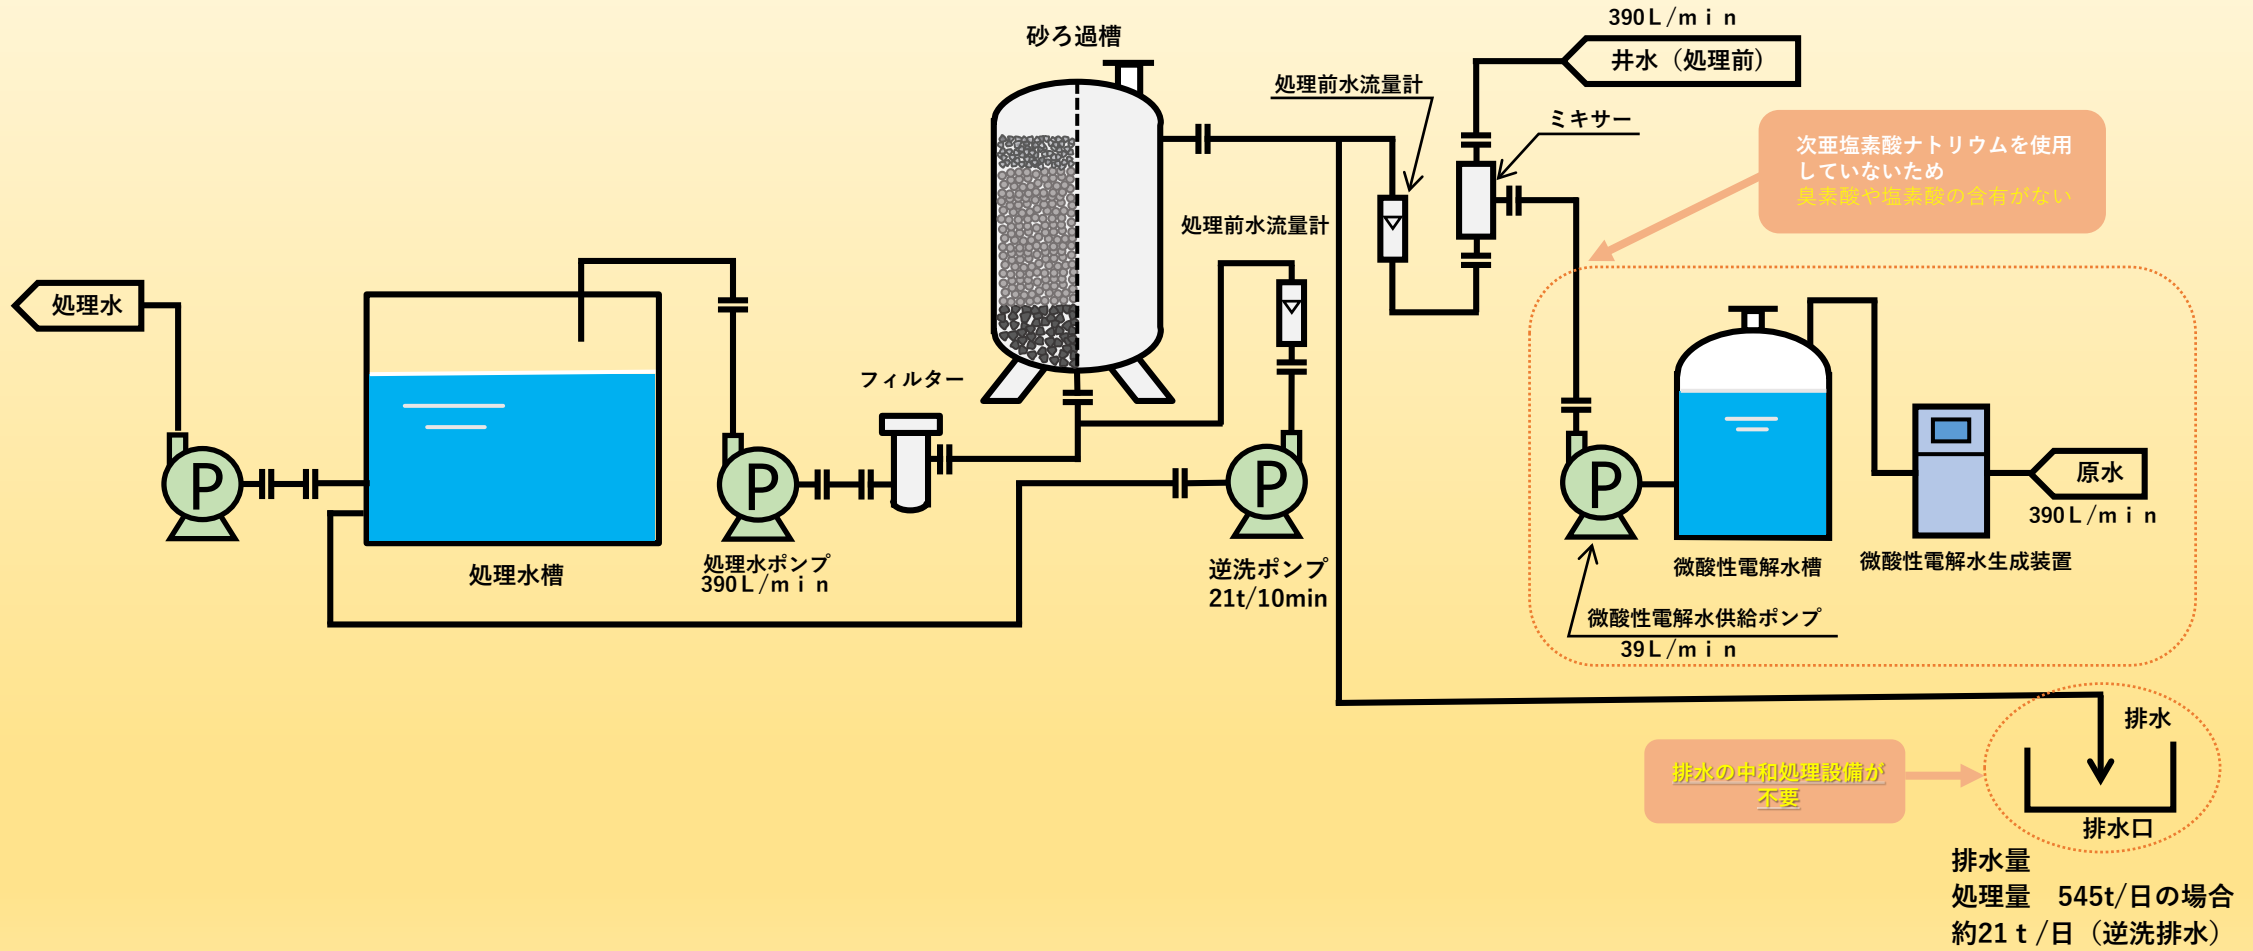 390L/min
砂ろ過槽
井水（処理前）
処理前水流量計
ミキサー
次亜塩素酸ナトリウムを使用
していないため
臭素酸や塩素酸の含有がない
処理前水流量計
処理水
フィルター
原水
390L/min
処理水槽
処理水ポンプ
390L/min
逆洗ポンプ
21t/10min
微酸性電解水槽
微酸性電解水生成装置
微酸性電解水供給ポンプ
39L/min
P
P
P
P
排水
排水の中和処理設備が
不要
排水口
排水量
処理量　545t/日の場合
約21ｔ/日（逆洗排水）